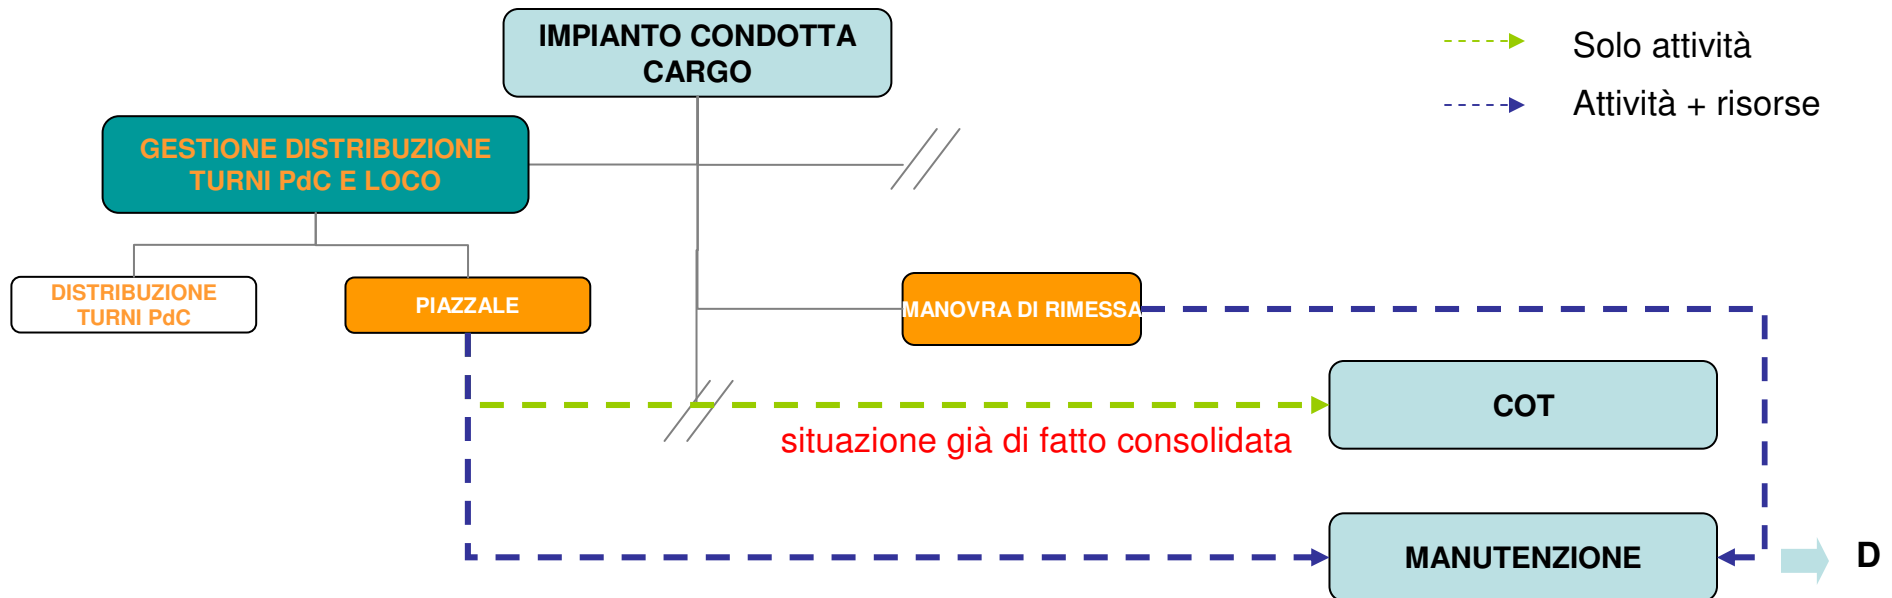 IMPIANTO CONDOTTA
CARGO
Solo attività
Attività + risorse
GESTIONE DISTRIBUZIONE
TURNI PdC E LOCO
DISTRIBUZIONE
TURNI PdC
PIAZZALE
MANOVRA DI RIMESSA
COT
situazione già di fatto consolidata
MANUTENZIONE
D